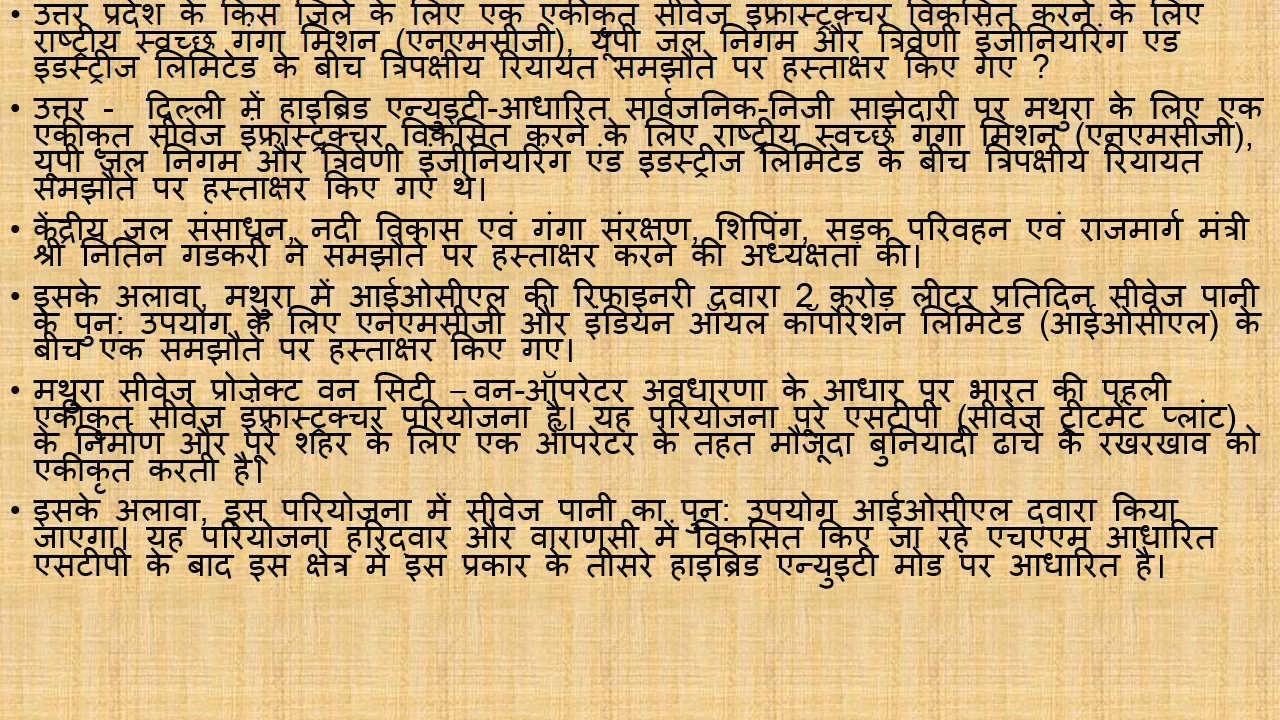 • उत्तर प्रदेश के किस जिले के लिए एक एकीकृत सीवेज इंफ्रास्ट्रक्चर विकसित करने के लिए
राष्ट्रीय स्वच्छ गंगा मिशन (एनएमसीजी), यूपी जल निगम और त्रिवेणी इंजीनियरिंग एंड
इंडस्ट्रीज लिमिटेड के बीच त्रिपक्षीय रियायत समझौते पर हस्ताक्षर किए गए ?
• उत्तर - दिल्ली में हाइब्रिड एन्युइटी-आधारित सार्वजनिक-निजी साझेदारी पर मथुरा के लिए एक
एकीकृत सीवेज इंफ्रास्ट्रक्चर विकसित करने के लिए राष्ट्रीय स्वच्छ गंगा मिशन (एनएमसीजी),
यूपी जल निगम और त्रिवेणी इंजीनियरिंग एंड इंडस्ट्रीज लिमिटेड के बीच त्रिपक्षीय रियायत
समझौते पर हस्ताक्षर किए गए थे।
• केंद्रीय जल संसाधन, नदी विकास एवं गंगा संरक्षण, शिपिंग, सड़क परिवहन एवं राजमार्ग मंत्री
श्री नितिन गडकरी ने समझौते पर हस्ताक्षर करने की अध्यक्षता की।
• इसके अलावा, मथुरा में आईओसीएल की रिफाइनरी द्वारा 2 करोड़ लीटर प्रतिदिन सीवेज पानी
के पुन: उपयोग के लिए एनएमसीजी और इंडियन ऑयल कॉर्पोरेशन लिमिटेड (आईओसीएल) के
बीच एक समझौते पर हस्ताक्षर किए गए।
• मथुरा सीवेज प्रोजेक्ट वन सिटी – वन-ऑपरेटर अवधारणा के आधार पर भारत की पहली
एकीकृत सीवेज इंफ्रास्ट्रक्चर परियोजना है। यह परियोजना पूरे एसटीपी (सीवेज ट्रीटमेंट प्लांट)
के निर्माण और पूरे शहर के लिए एक ऑपरेटर के तहत मौजूदा बुनियादी ढांचे के रखरखाव को
एकीकृत करती है।
• इसके अलावा, इस परियोजना में सीवेज पानी का पुन: उपयोग आईओसीएल द्वारा किया
जाएगा। यह परियोजना हरिद्वार और वाराणसी में विकसित किए जा रहे एचएएम आधारित
एसटीपी के बाद इस क्षेत्र में इस प्रकार के तीसरे हाइब्रिड एन्युइटी मोड पर आधारित है।